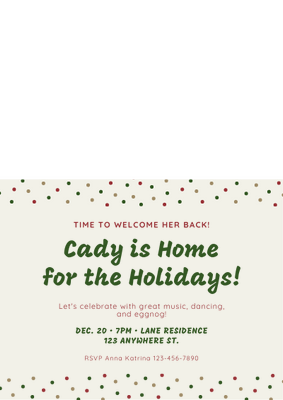 TIME TO WELCOME HER BACK!
Cady is Home
for the Holidays!
Let's celebrate with great music, dancing,
and eggnog!
DEC. 20 • 7PM • LANE RESIDENCE
123 ANYWHERE ST.
RSVP Anna Katrina 123-456-7890